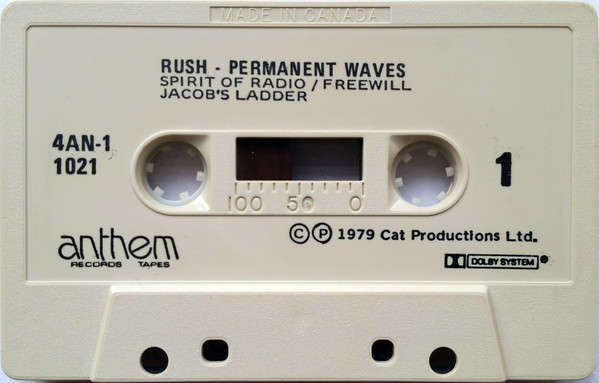 MADE IN CANADA
RUSH - PERMANENT WAVES
SPIRIT OF RADIO / FREEWILL
JACOB'S LADDER
4AN-1
1021
1
100 50 0
anthem
RECORDS TAPES
© ℗ 1979 Cat Productions Ltd.
DOLBY SYSTEM